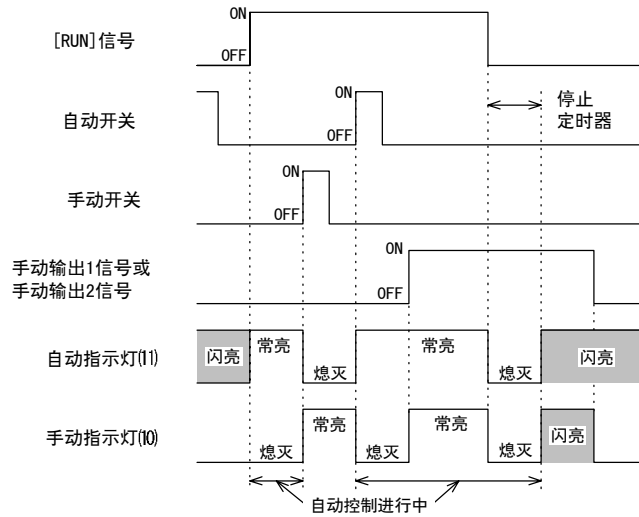 ON
[RUN]信号
OFF
ON
自动开关
OFF
停止
定时器
ON
手动开关
OFF
ON
手动输出1信号或
手动输出2信号
OFF
自动指示灯(11)
闪亮
常亮
熄灭
常亮
熄灭
闪亮
手动指示灯(10)
熄灭
常亮
熄灭
常亮
熄灭
闪亮
自动控制进行中